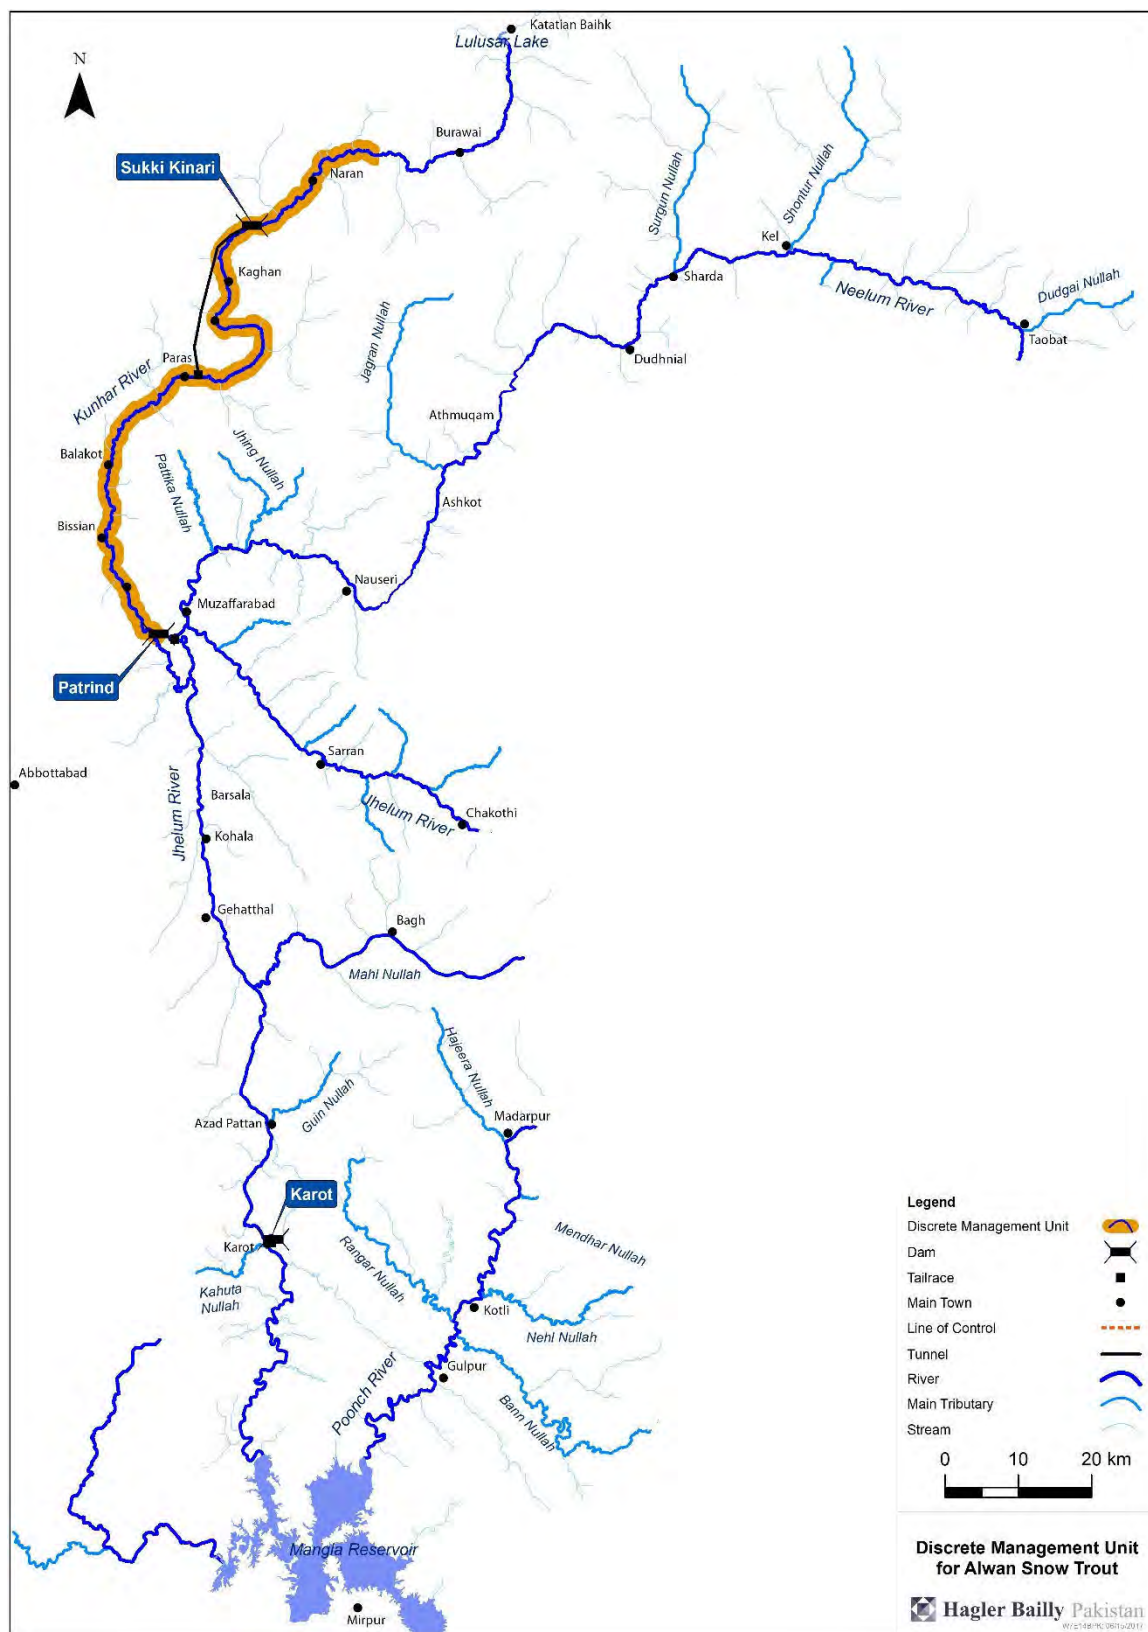 Katatian Baihk
Lulusar Lake
N
Burawai
Sukki Kinari
Naran
Surgun Nullah
Shontur Nullah
Kel
Kaghan
Sharda
Neelum River
Dudgai Nullah
Taobat
Jagran Nullah
Dudhnial
Paras
Kunhar River
Athmuqam
Jhing Nullah
Pattika Nullah
Balakot
Ashkot
Bissian
Nauseri
Muzaffarabad
Patrind
Sarran
Abbottabad
Jhelum River
Barsala
Jhelum River
Chakothi
Kohala
Gehatthal
Bagh
Mahl Nullah
Hajeera Nullah
Guin Nullah
Madarpur
Azad Pattan
Karot
Karot
Rangar Nullah
Mendhar Nullah
Kahuta
Nullah
Kotli
Nehl Nullah
Gulpur
Poonch River
Bann Nullah
Mangla Reservoir
Mirpur
Legend
Discrete Management Unit
Dam
Tailrace
Main Town
Line of Control
Tunnel
River
Main Tributary
Stream
0 10 20 km
Discrete Management Unit
for Alwan Snow Trout
Hagler Bailly Pakistan